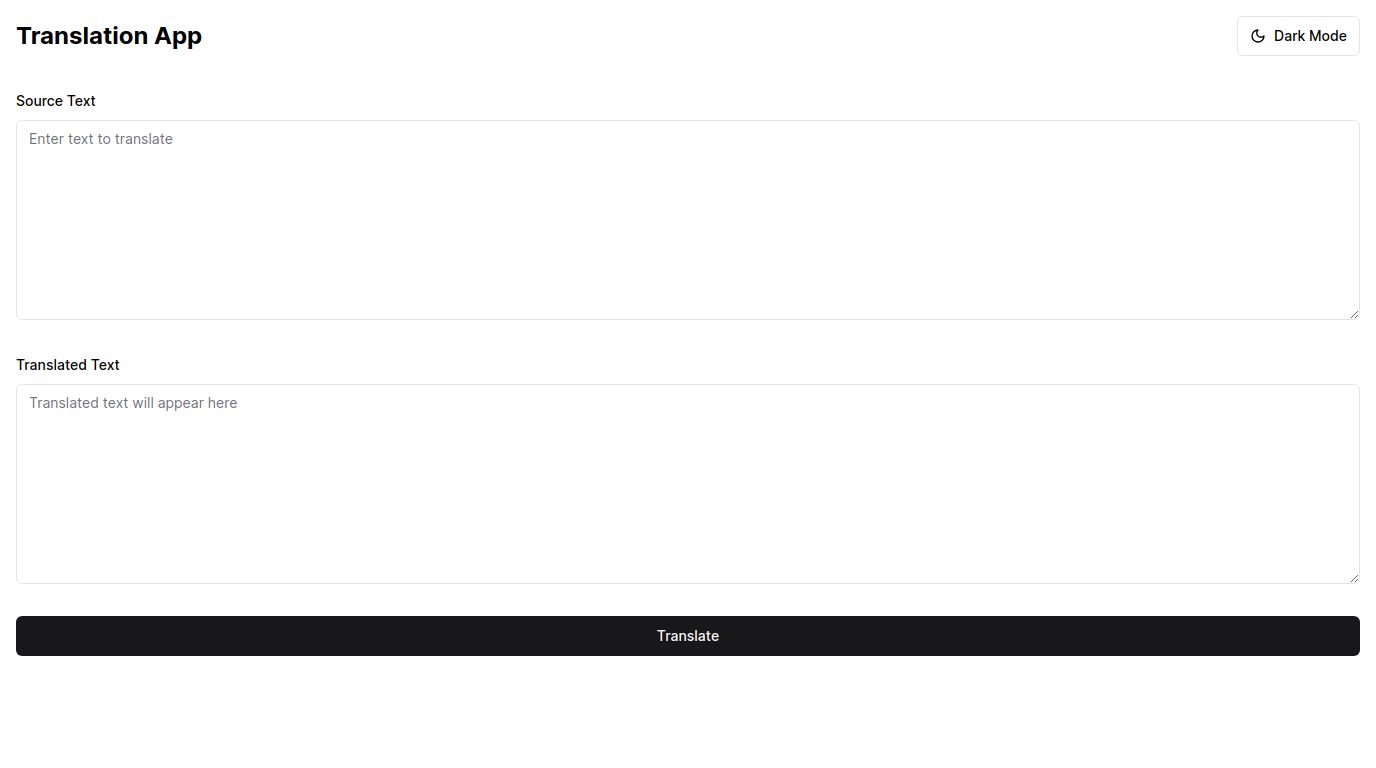 Translation App
Dark Mode
Source Text
Enter text to translate
Translated Text
Translated text will appear here
Translate